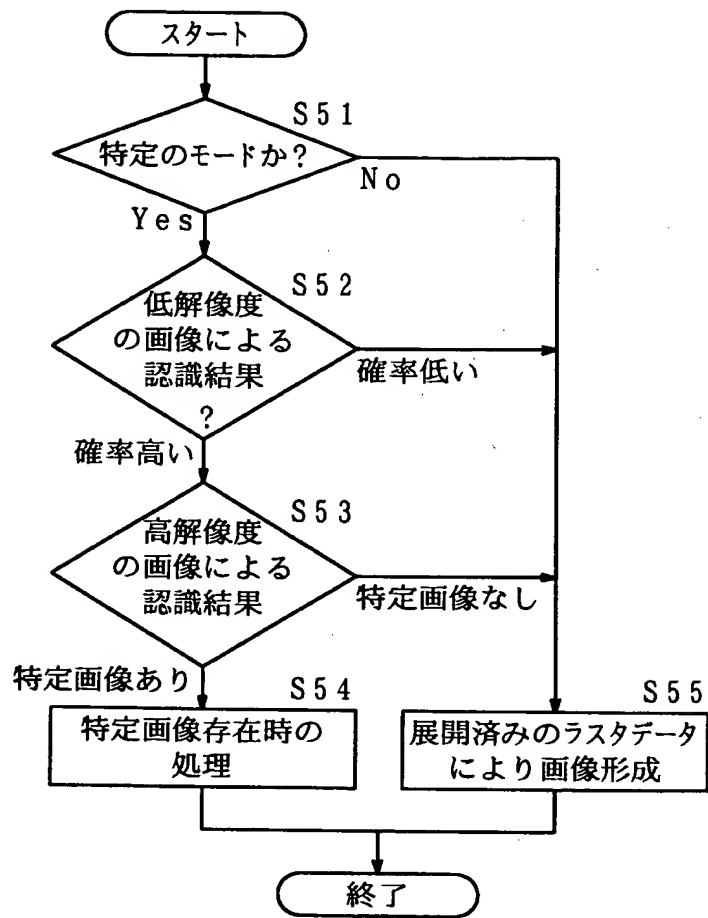 スタート
S51
特定のモードか?
No
Yes
S52
低解像度
の画像による
認識結果
?
確率低い
確率高い
S53
高解像度
の画像による
認識結果
特定画像なし
特定画像あり
S54
S55
特定画像存在時の
処理
展開済みのラスタデータ
により画像形成
終了